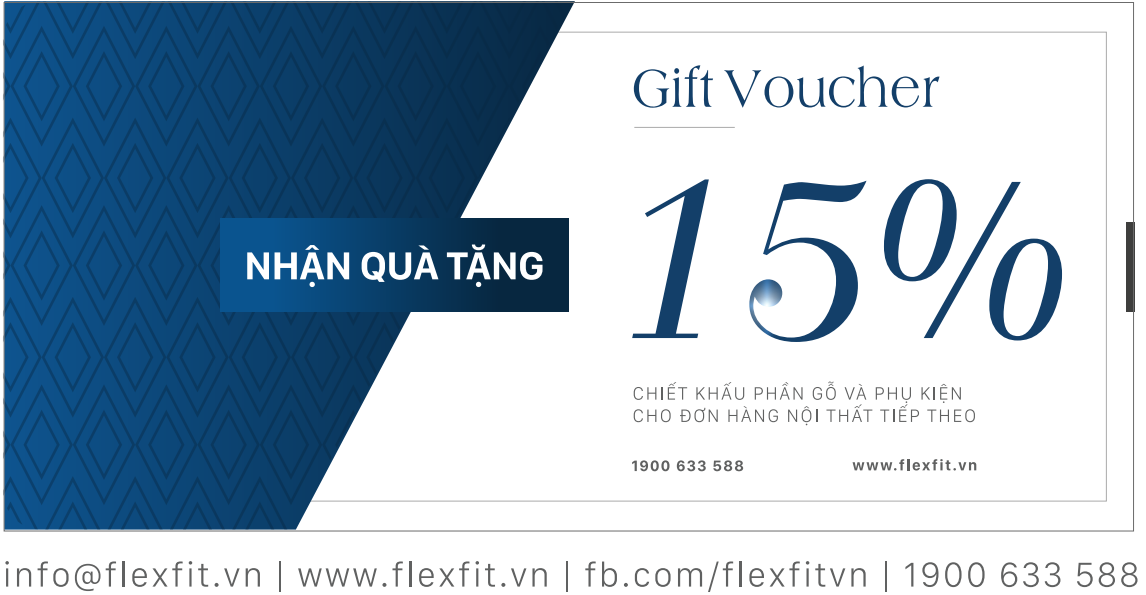 Gift Voucher
NHẬN QUÀ TẶNG
15%
CHIẾT KHẤU PHẦN GỖ VÀ PHỤ KIỆN
CHO ĐƠN HÀNG NỘI THẤT TIẾP THEO
1900 633 588 www.flexfit.vn
info@flexfit.vn | www.flexfit.vn | fb.com/flexfitvn | 1900 633 588